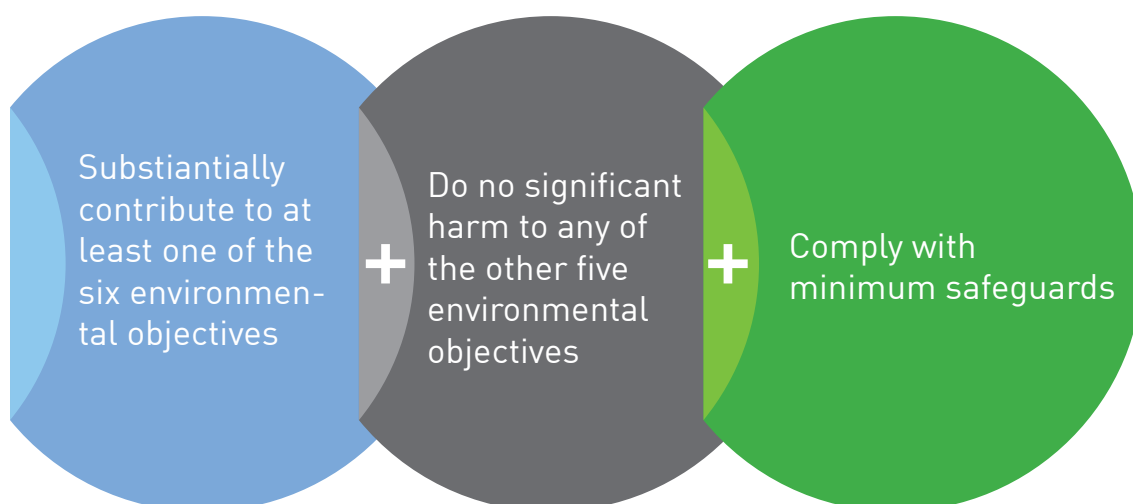 Substiantially
contribute to at
least one of the
six environmen-
tal objectives
+
Do no significant
harm to any of
the other five
environmental
objectives
+
Comply with
minimum safeguards